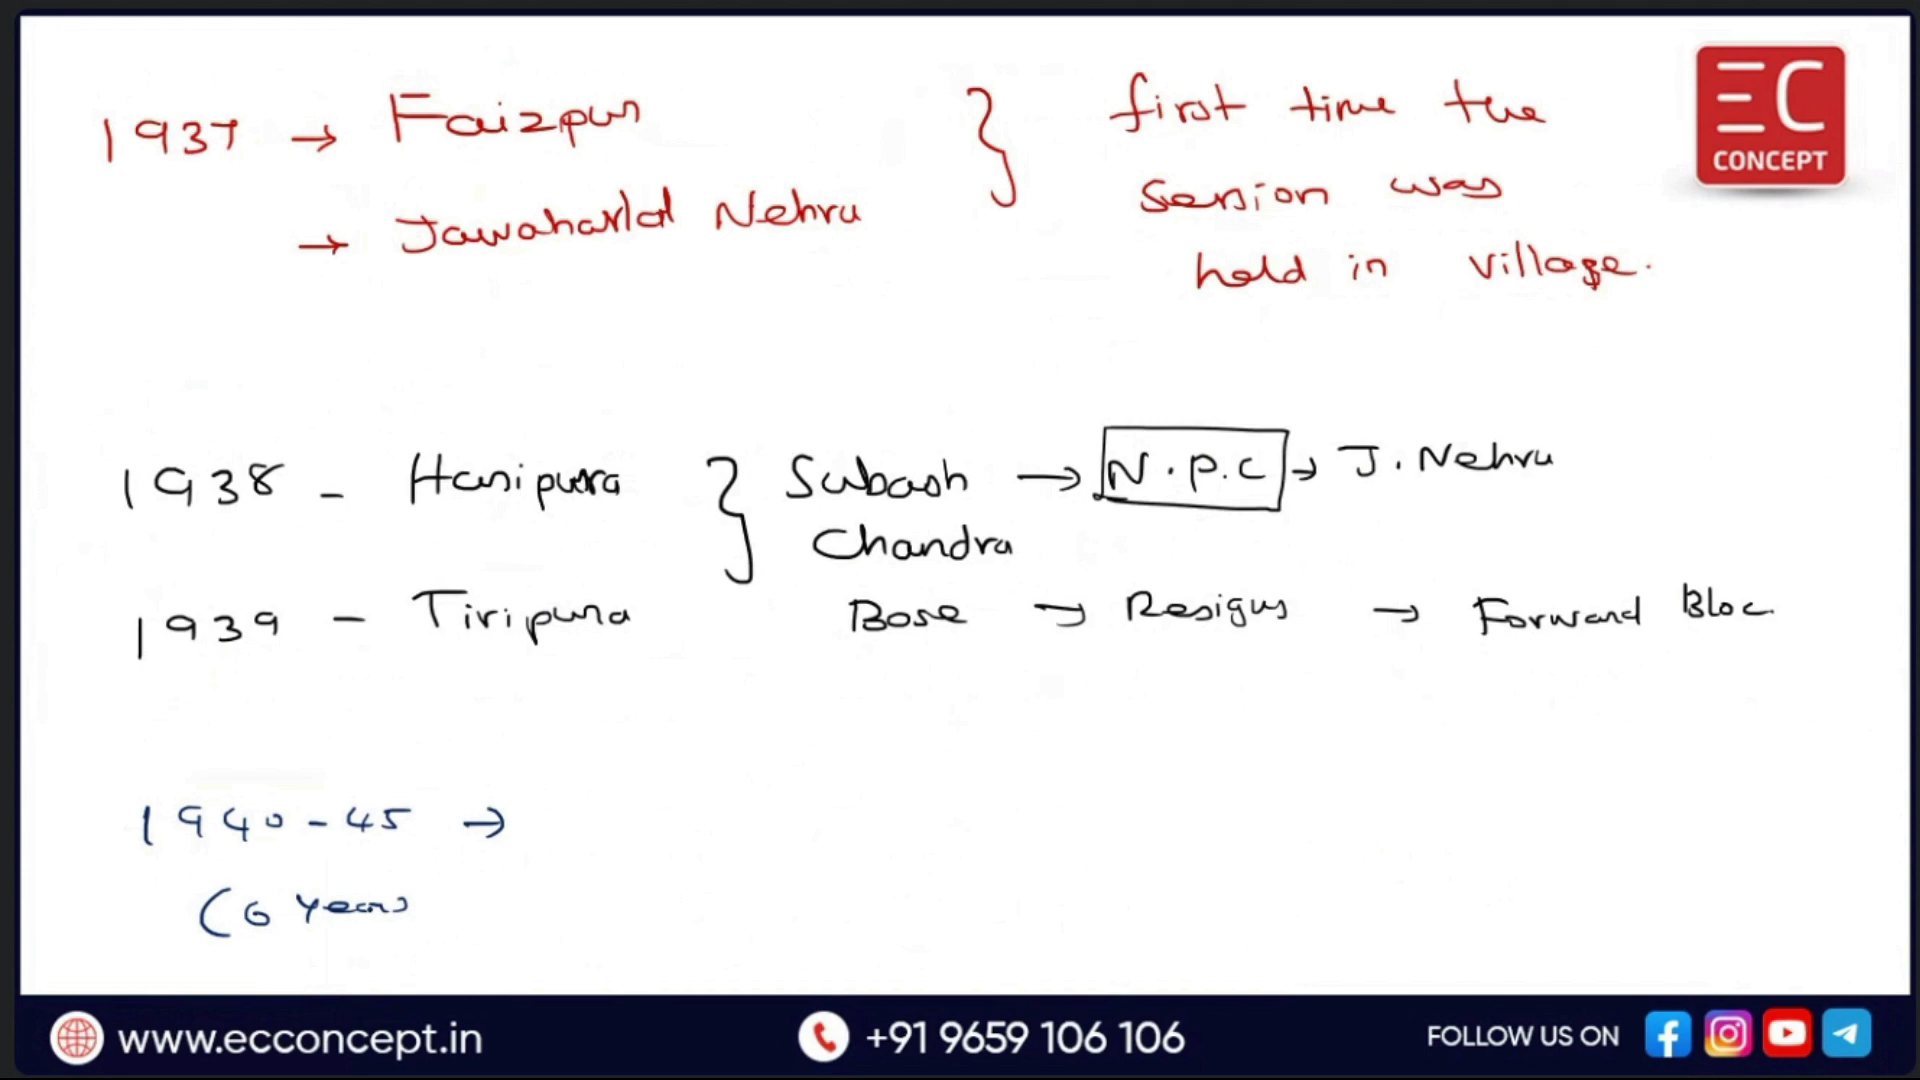 1937 → Faizpur } first time the
→ Jawaharlal Nehru session was
held in village.
EC
CONCEPT
1938 - Haripura } Subash → N.P.C → J. Nehru
Chandra
1939 - Tiripura Bose → Resigns → Forward Bloc.
1940-45 →
(6 Years
www.ecconcept.in +91 9659 106 106 FOLLOW US ON